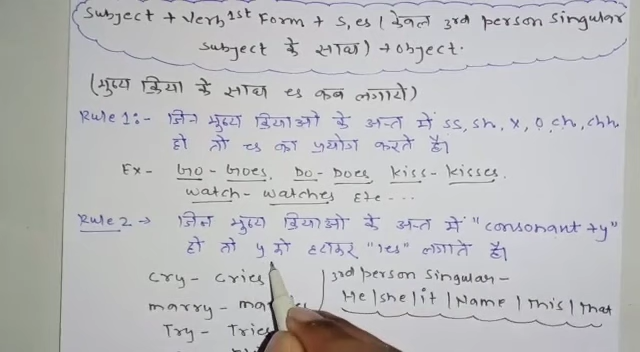 Subject + Verb 1st Form + s, es ( केवल 3rd person singular
subject के साथ ) + object.
(मुख्य क्रिया के साथ es कब लगाये)
Rule 1:- जिन मुख्य क्रियाओ के अन्त में ss, sh, x, o, ch, chh
हो तो es का प्रयोग करते है।
Ex - Go - Goes, Do - Does, Kiss - Kisses.
Watch - Watches Etc - - -
Rule 2 → जिन मुख्य क्रियाओ के अन्त में "consonant + y"
हो तो y को हटाकर "ies" लगाते है।
Cry - Cries
3rd person singular -
marry -
He | she | it | Name | This | That
Try - Tries